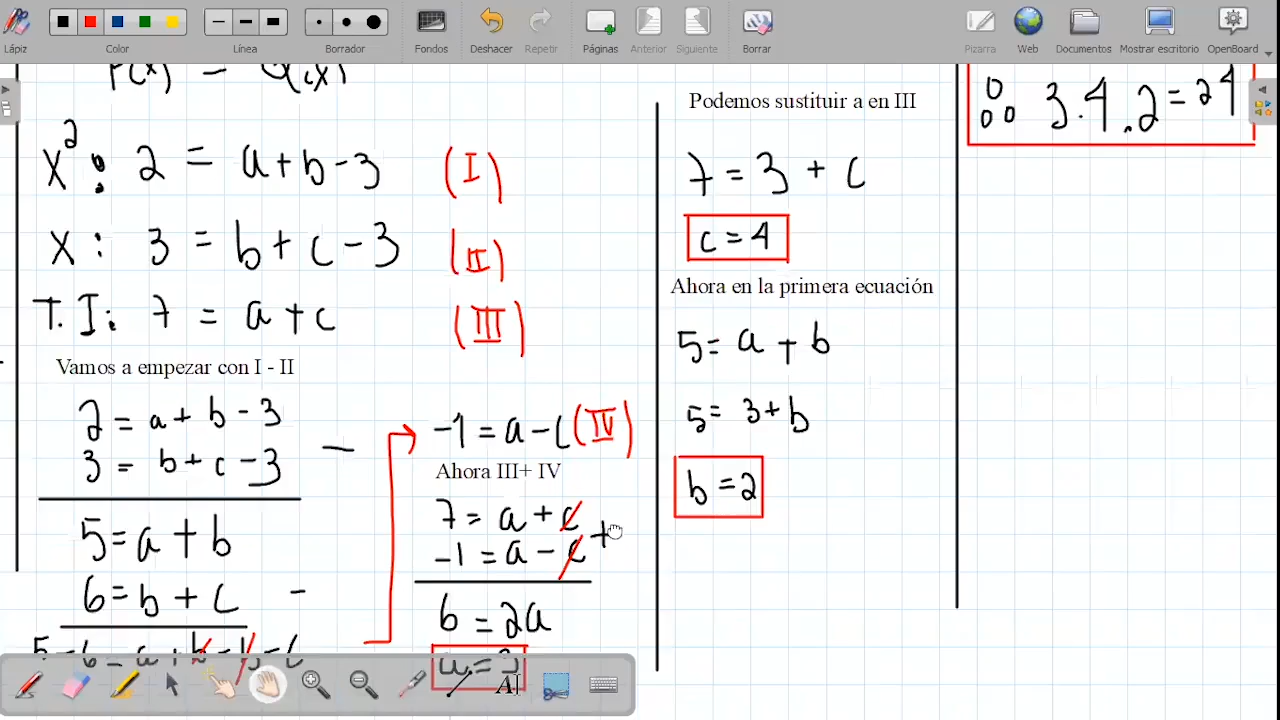 Lápiz Color Línea Borrador Fondos Deshacer Repetir Páginas Anterior Siguiente Borrar Pizarra Web Documentos Mostrar escritorio OpenBoard
P(x) = Q(x)
x²: 2 = a+b-3 (I)
x: 3 = b+c-3 (II)
T.I: 7 = a+c (III)
Vamos a empezar con I - II
2 = a+b-3
3 = b+c-3 -
5 = a+b
6 = b+c -
5-6 = a+b-b-c
-1 = a-c (IV)
Ahora III+ IV
7 = a+c
-1 = a-c +
6 = 2a
a = 3
Podemos sustituir a en III
7 = 3 + c
c = 4
Ahora en la primera ecuación
5 = a + b
5 = 3+b
b = 2
∴ 3.4.2=24